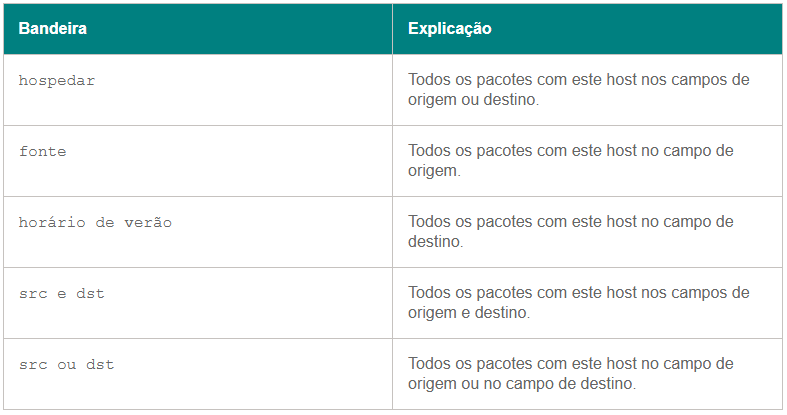 Bandeira
Explicação
hospedar
Todos os pacotes com este host nos campos de
origem ou destino.
fonte
Todos os pacotes com este host no campo de
origem.
horário de verão
Todos os pacotes com este host no campo de
destino.
src e dst
Todos os pacotes com este host nos campos de
origem e destino.
src ou dst
Todos os pacotes com este host no campo de
origem ou no campo de destino.